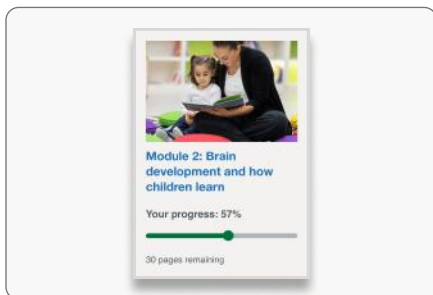 Module 2: Brain
development and how
children learn
Your progress: 57%
30 pages remaining